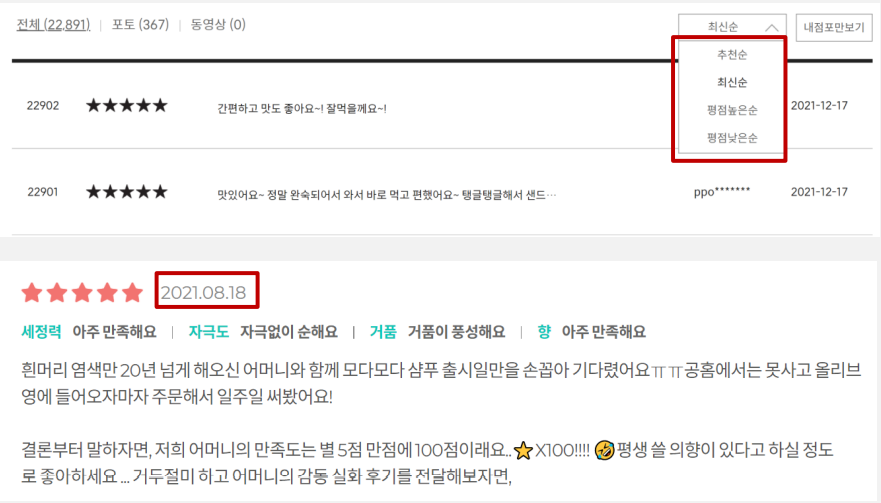 전체 (22,891) | 포토 (367) | 동영상 (0)
최신순
내점포만보기
추천순
최신순
평점높은순
평점낮은순
22902 ★★★★★ 간편하고 맛도 좋아요~! 잘먹을께요~! 2021-12-17
22901 ★★★★★ 맛있어요~ 정말 완숙되어서 와서 바로 먹고 편했어요~ 탱글탱글해서 샌드… ppo******* 2021-12-17
★★★★★ 2021.08.18
세정력 아주 만족해요 | 자극도 자극없이 순해요 | 거품 거품이 풍성해요 | 향 아주 만족해요
흰머리 염색만 20년 넘게 해오신 어머니와 함께 모다모다 샴푸 출시일만을 손꼽아 기다렸어요ㅠㅠ공홈에서는 못사고 올리브
영에 들어오자마자 주문해서 일주일 써봤어요!
결론부터 말하자면, 저희 어머니의 만족도는 별 5점 만점에 100점이래요.. ⭐X100!!!! 🤣평생 쓸 의향이 있다고 하실 정도
로 좋아하세요 ... 거두절미 하고 어머니의 감동 실화 후기를 전달해보자면,